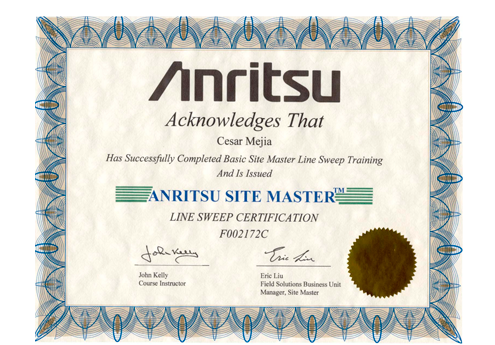 Anritsu
Acknowledges That
Cesar Mejia
Has Successfully Completed Basic Site Master Line Sweep Training
And Is Issued
ANRITSU SITE MASTER™
LINE SWEEP CERTIFICATION
F002172C
John Kelly Eric Liu
John Kelly
Course Instructor
Eric Liu
Field Solutions Business Unit
Manager, Site Master